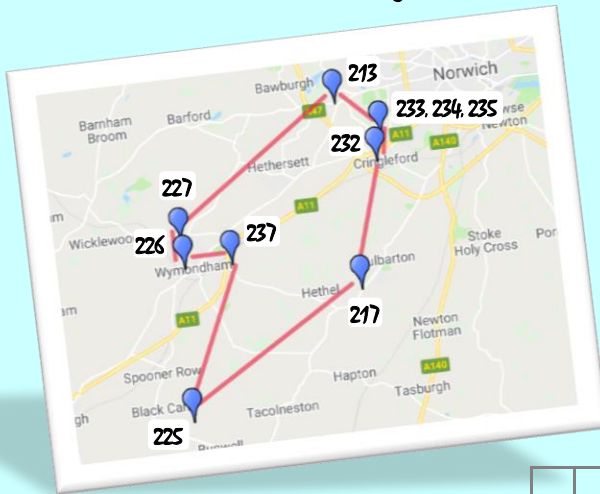 213
Bawburgh
Norwich
A47
233, 234, 235
Barnham
Broom
Barford
A11
A140
Newton
232
Cringleford
Hethersett
227
A11
Wicklewood
226
237
Wymondham
Stoke
Holy Cross
Hethel
217
A11
Newton
Flotman
Spooner Row
Hapton
A140
Tasburgh
Black Car
Tacolneston
225